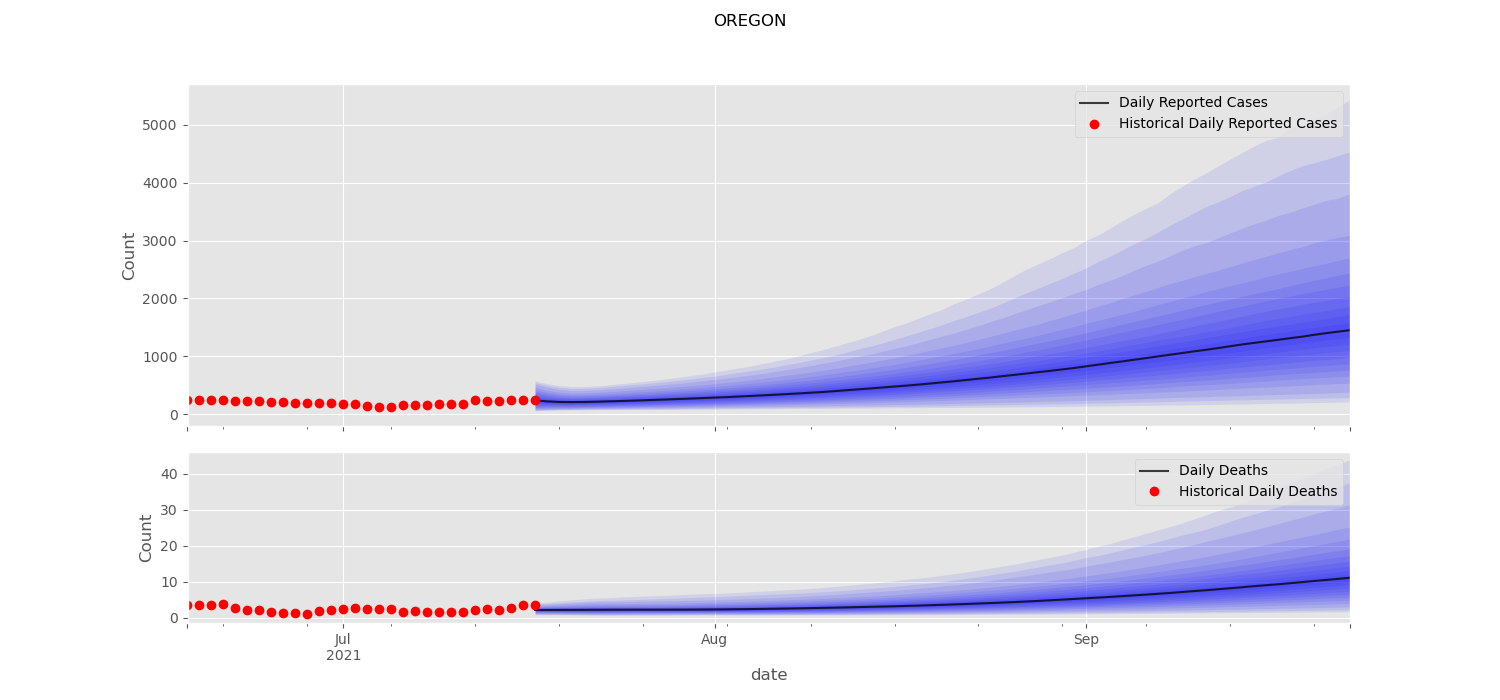 OREGON
Daily Reported Cases
Historical Daily Reported Cases
5000
4000
3000
2000
1000
0
Count
Daily Deaths
Historical Daily Deaths
40
30
20
10
0
Count
Jul
2021
Aug
Sep
date